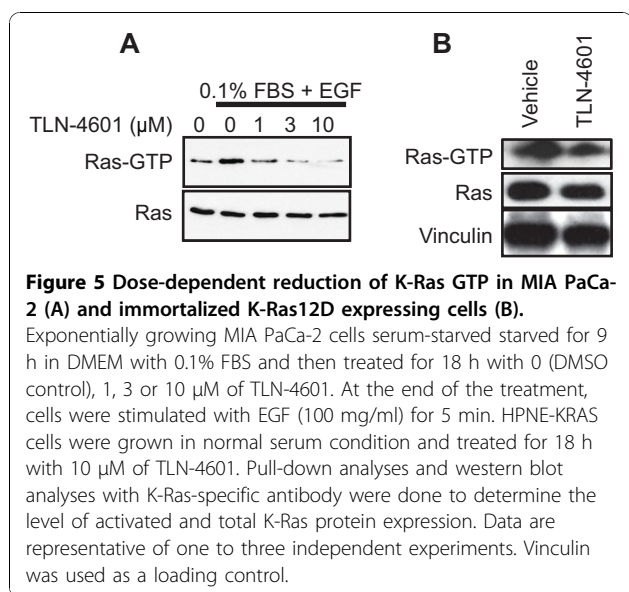 A
B
0.1% FBS + EGF
TLN-4601 (µM) 0 0 1 3 10
Ras-GTP
Ras
Vehicle
TLN-4601
Ras-GTP
Ras
Vinculin
Figure 5 Dose-dependent reduction of K-Ras GTP in MIA PaCa-
2 (A) and immortalized K-Ras12D expressing cells (B).
Exponentially growing MIA PaCa-2 cells serum-starved starved for 9
h in DMEM with 0.1% FBS and then treated for 18 h with 0 (DMSO
control), 1, 3 or 10 µM of TLN-4601. At the end of the treatment,
cells were stimulated with EGF (100 mg/ml) for 5 min. HPNE-KRAS
cells were grown in normal serum condition and treated for 18 h
with 10 µM of TLN-4601. Pull-down analyses and western blot
analyses with K-Ras-specific antibody were done to determine the
level of activated and total K-Ras protein expression. Data are
representative of one to three independent experiments. Vinculin
was used as a loading control.